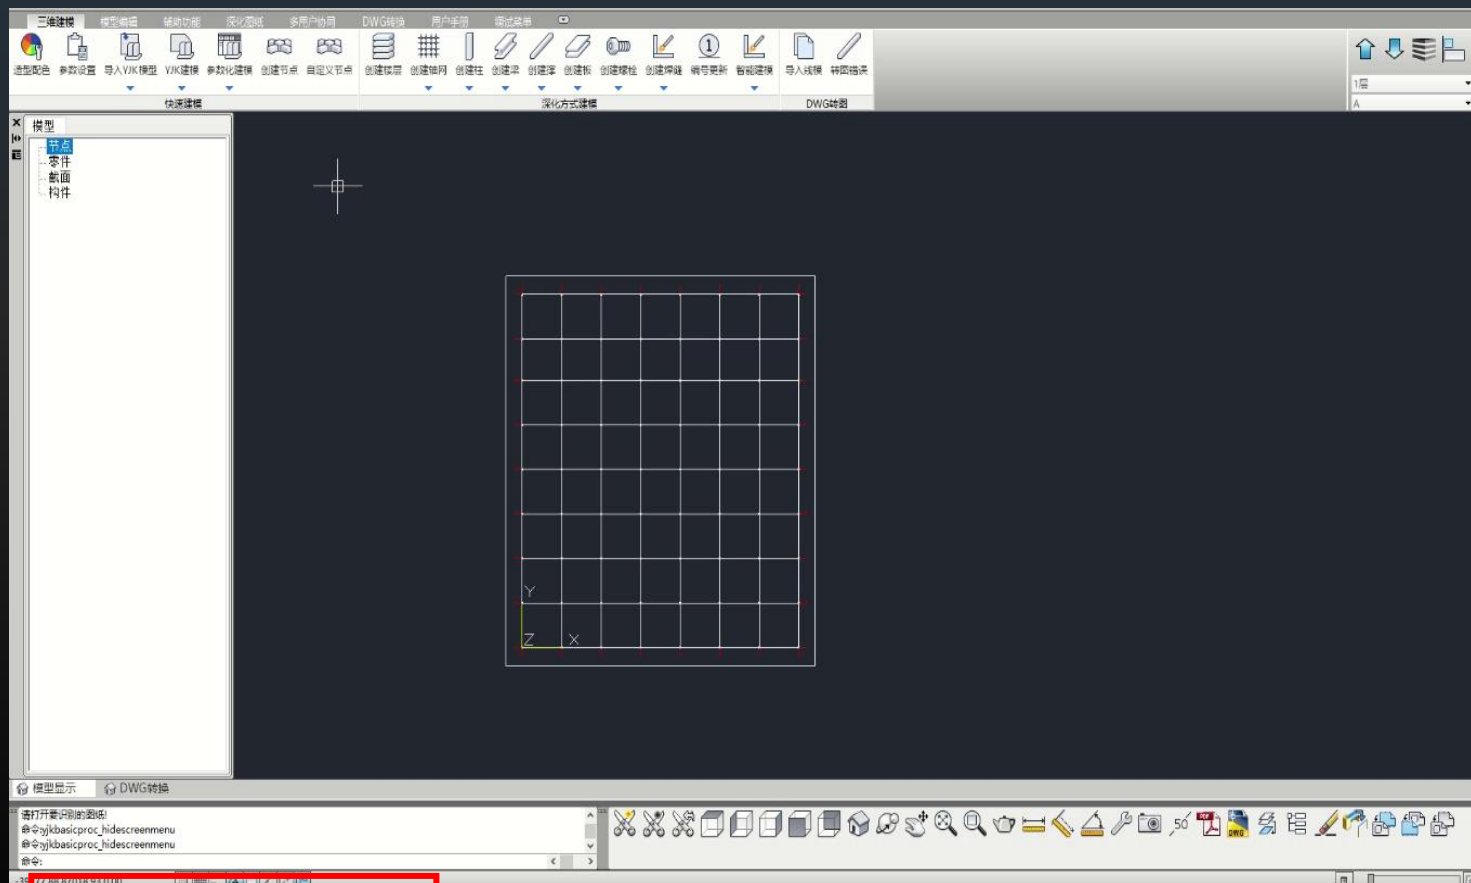 三维建模 模型编辑 辅助功能 深化图纸 多用户协同 DWG转换 用户手册 调试菜单
造型配色 参数设置 导入YJK模型 YJK建模 参数化建模 创建节点 自定义节点 创建楼层 创建轴网 创建柱 创建梁 创建撑 创建板 创建螺栓 创建焊缝 编号更新 智能建模 导入线模 转图错误
快速建模 深化方式建模 DWG转图
1层
A
模型
节点
零件
截面
构件
Y
Z X
模型显示 DWG转换
请打开要识别的图纸!
命令:yjkbasicproc_hidescreenmenu
命令:yjkbasicproc_hidescreenmenu
命令: